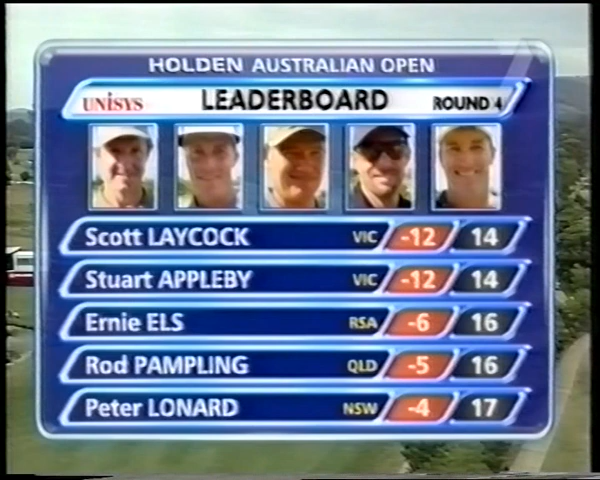 HOLDEN AUSTRALIAN OPEN
UNISYS LEADERBOARD ROUND 4
Scott LAYCOCK VIC -12 14
Stuart APPLEBY VIC -12 14
Ernie ELS RSA -6 16
Rod PAMPLING QLD -5 16
Peter LONARD NSW -4 17